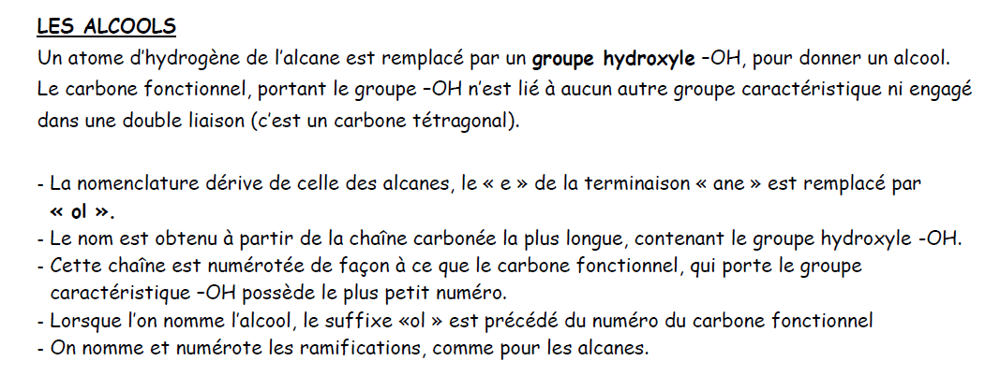 LES ALCOOLS
Un atome d'hydrogène de l'alcane est remplacé par un groupe hydroxyle –OH, pour donner un alcool.
Le carbone fonctionnel, portant le groupe –OH n'est lié à aucun autre groupe caractéristique ni engagé
dans une double liaison (c'est un carbone tétragonal).
- La nomenclature dérive de celle des alcanes, le « e » de la terminaison « ane » est remplacé par
« ol ».
- Le nom est obtenu à partir de la chaîne carbonée la plus longue, contenant le groupe hydroxyle -OH.
- Cette chaîne est numérotée de façon à ce que le carbone fonctionnel, qui porte le groupe
caractéristique –OH possède le plus petit numéro.
- Lorsque l'on nomme l'alcool, le suffixe «ol » est précédé du numéro du carbone fonctionnel
- On nomme et numérote les ramifications, comme pour les alcanes.